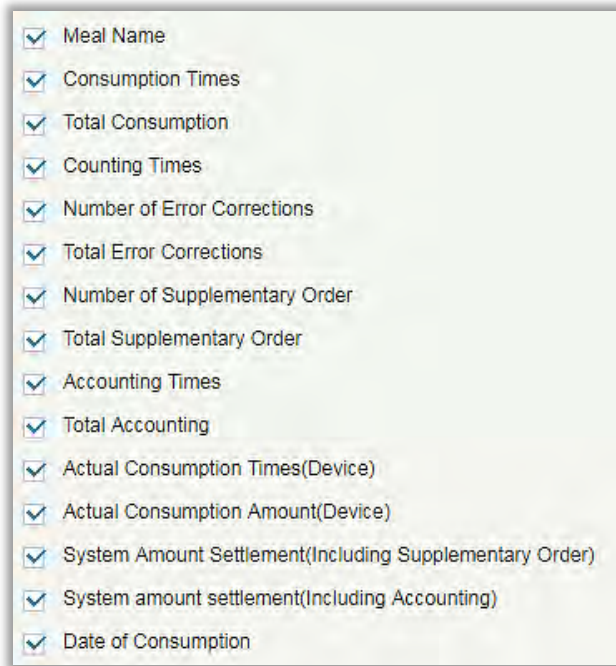 Meal Name
Consumption Times
Total Consumption
Counting Times
Number of Error Corrections
Total Error Corrections
Number of Supplementary Order
Total Supplementary Order
Accounting Times
Total Accounting
Actual Consumption Times(Device)
Actual Consumption Amount(Device)
System Amount Settlement(Including Supplementary Order)
System amount settlement(Including Accounting)
Date of Consumption